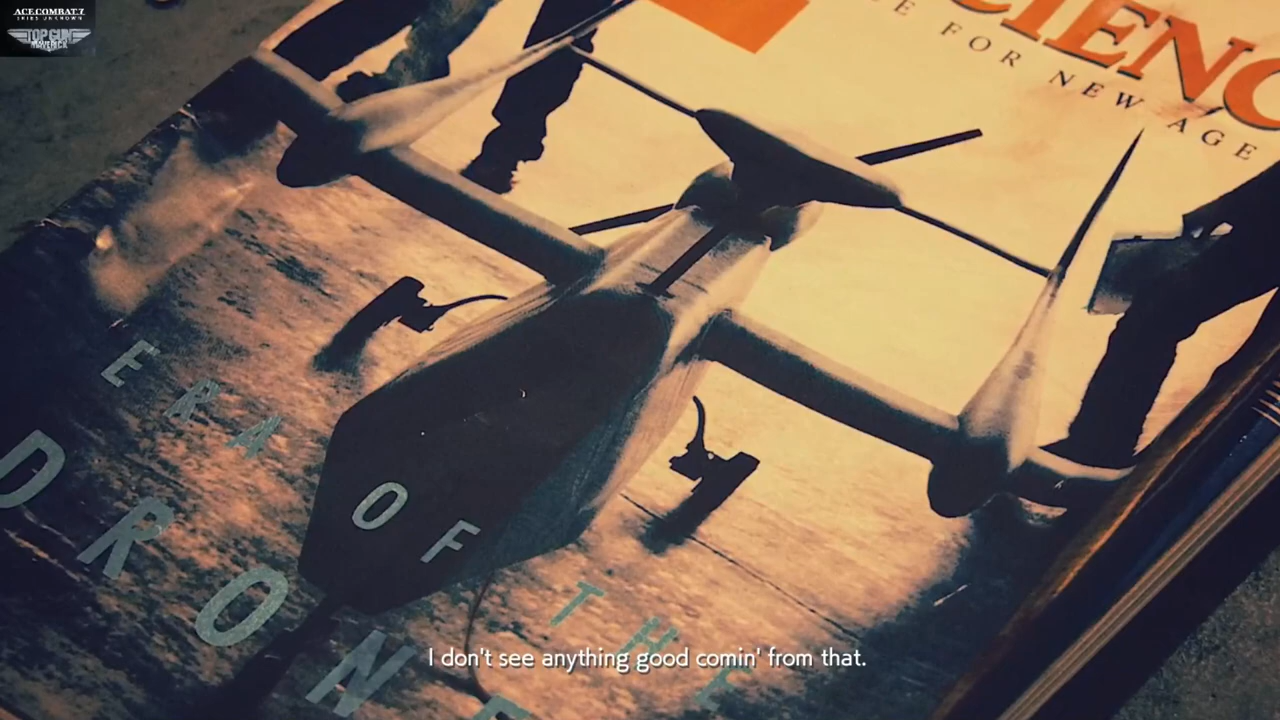 ACE COMBAT 7
SKIES UNKNOWN
TOP GUN
MAVERICK
E FOR NEW AGE
ERA OF THE
DRONE
I don't see anything good comin' from that.